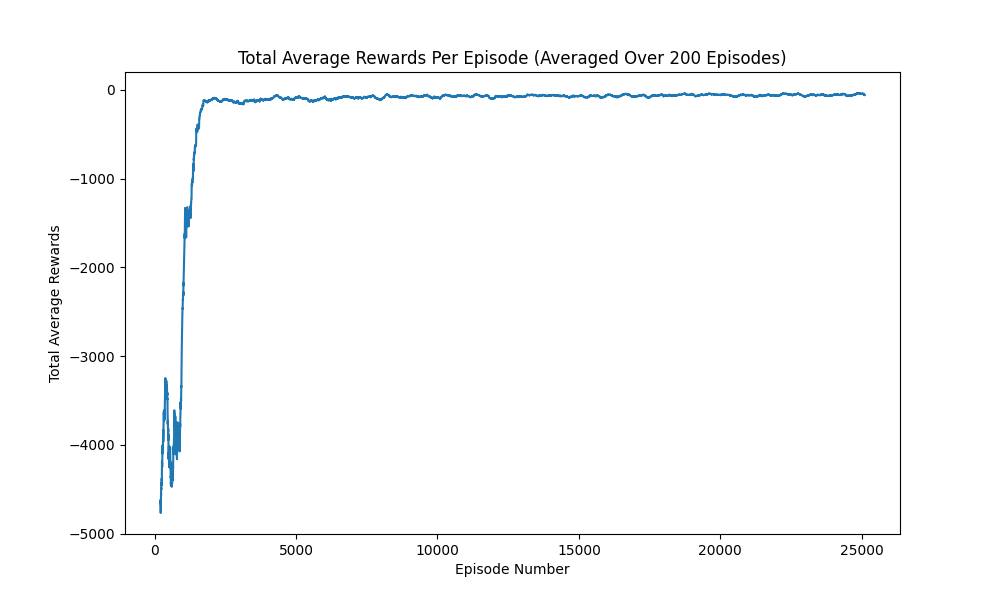 Total Average Rewards Per Episode (Averaged Over 200 Episodes)
0
−1000
−2000
−3000
−4000
−5000
Total Average Rewards
0 5000 10000 15000 20000 25000
Episode Number